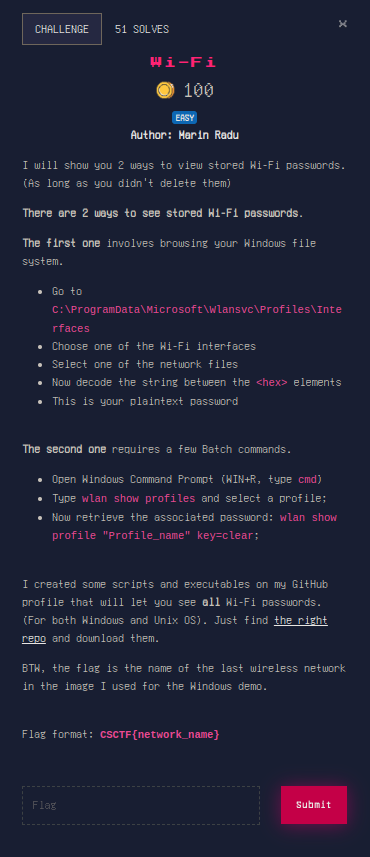 CHALLENGE 51 SOLVES ×
Wi-Fi
100
EASY
Author: Marin Radu
I will show you 2 ways to view stored Wi-Fi passwords.
(As long as you didn't delete them)
There are 2 ways to see stored Wi-Fi passwords.
The first one involves browsing your Windows file
system.
• Go to
C:\ProgramData\Microsoft\Wlansvc\Profiles\Inte
rfaces
• Choose one of the Wi-Fi interfaces
• Select one of the network files
• Now decode the string between the <hex> elements
• This is your plaintext password
The second one requires a few Batch commands.
• Open Windows Command Prompt (WIN+R, type cmd)
• Type wlan show profiles and select a profile;
• Now retrieve the associated password: wlan show
profile "Profile_name" key=clear;
I created some scripts and executables on my GitHub
profile that will let you see all Wi-Fi passwords.
(For both Windows and Unix OS). Just find the right
repo and download them.
BTW, the flag is the name of the last wireless network
in the image I used for the Windows demo.
Flag format: CSCTF{network_name}
Flag Submit